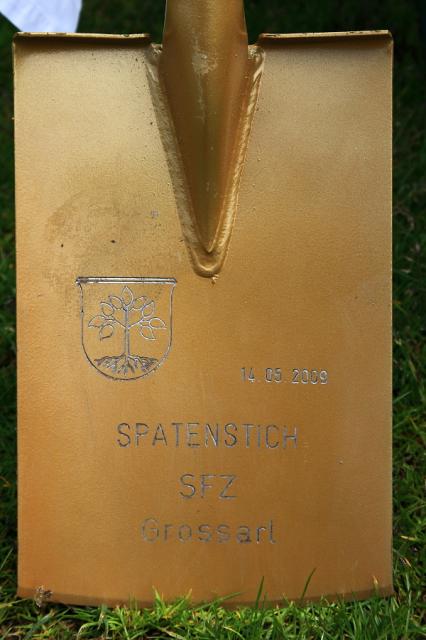 14.05.2009
SPATENSTICH
SFZ
Grossarl